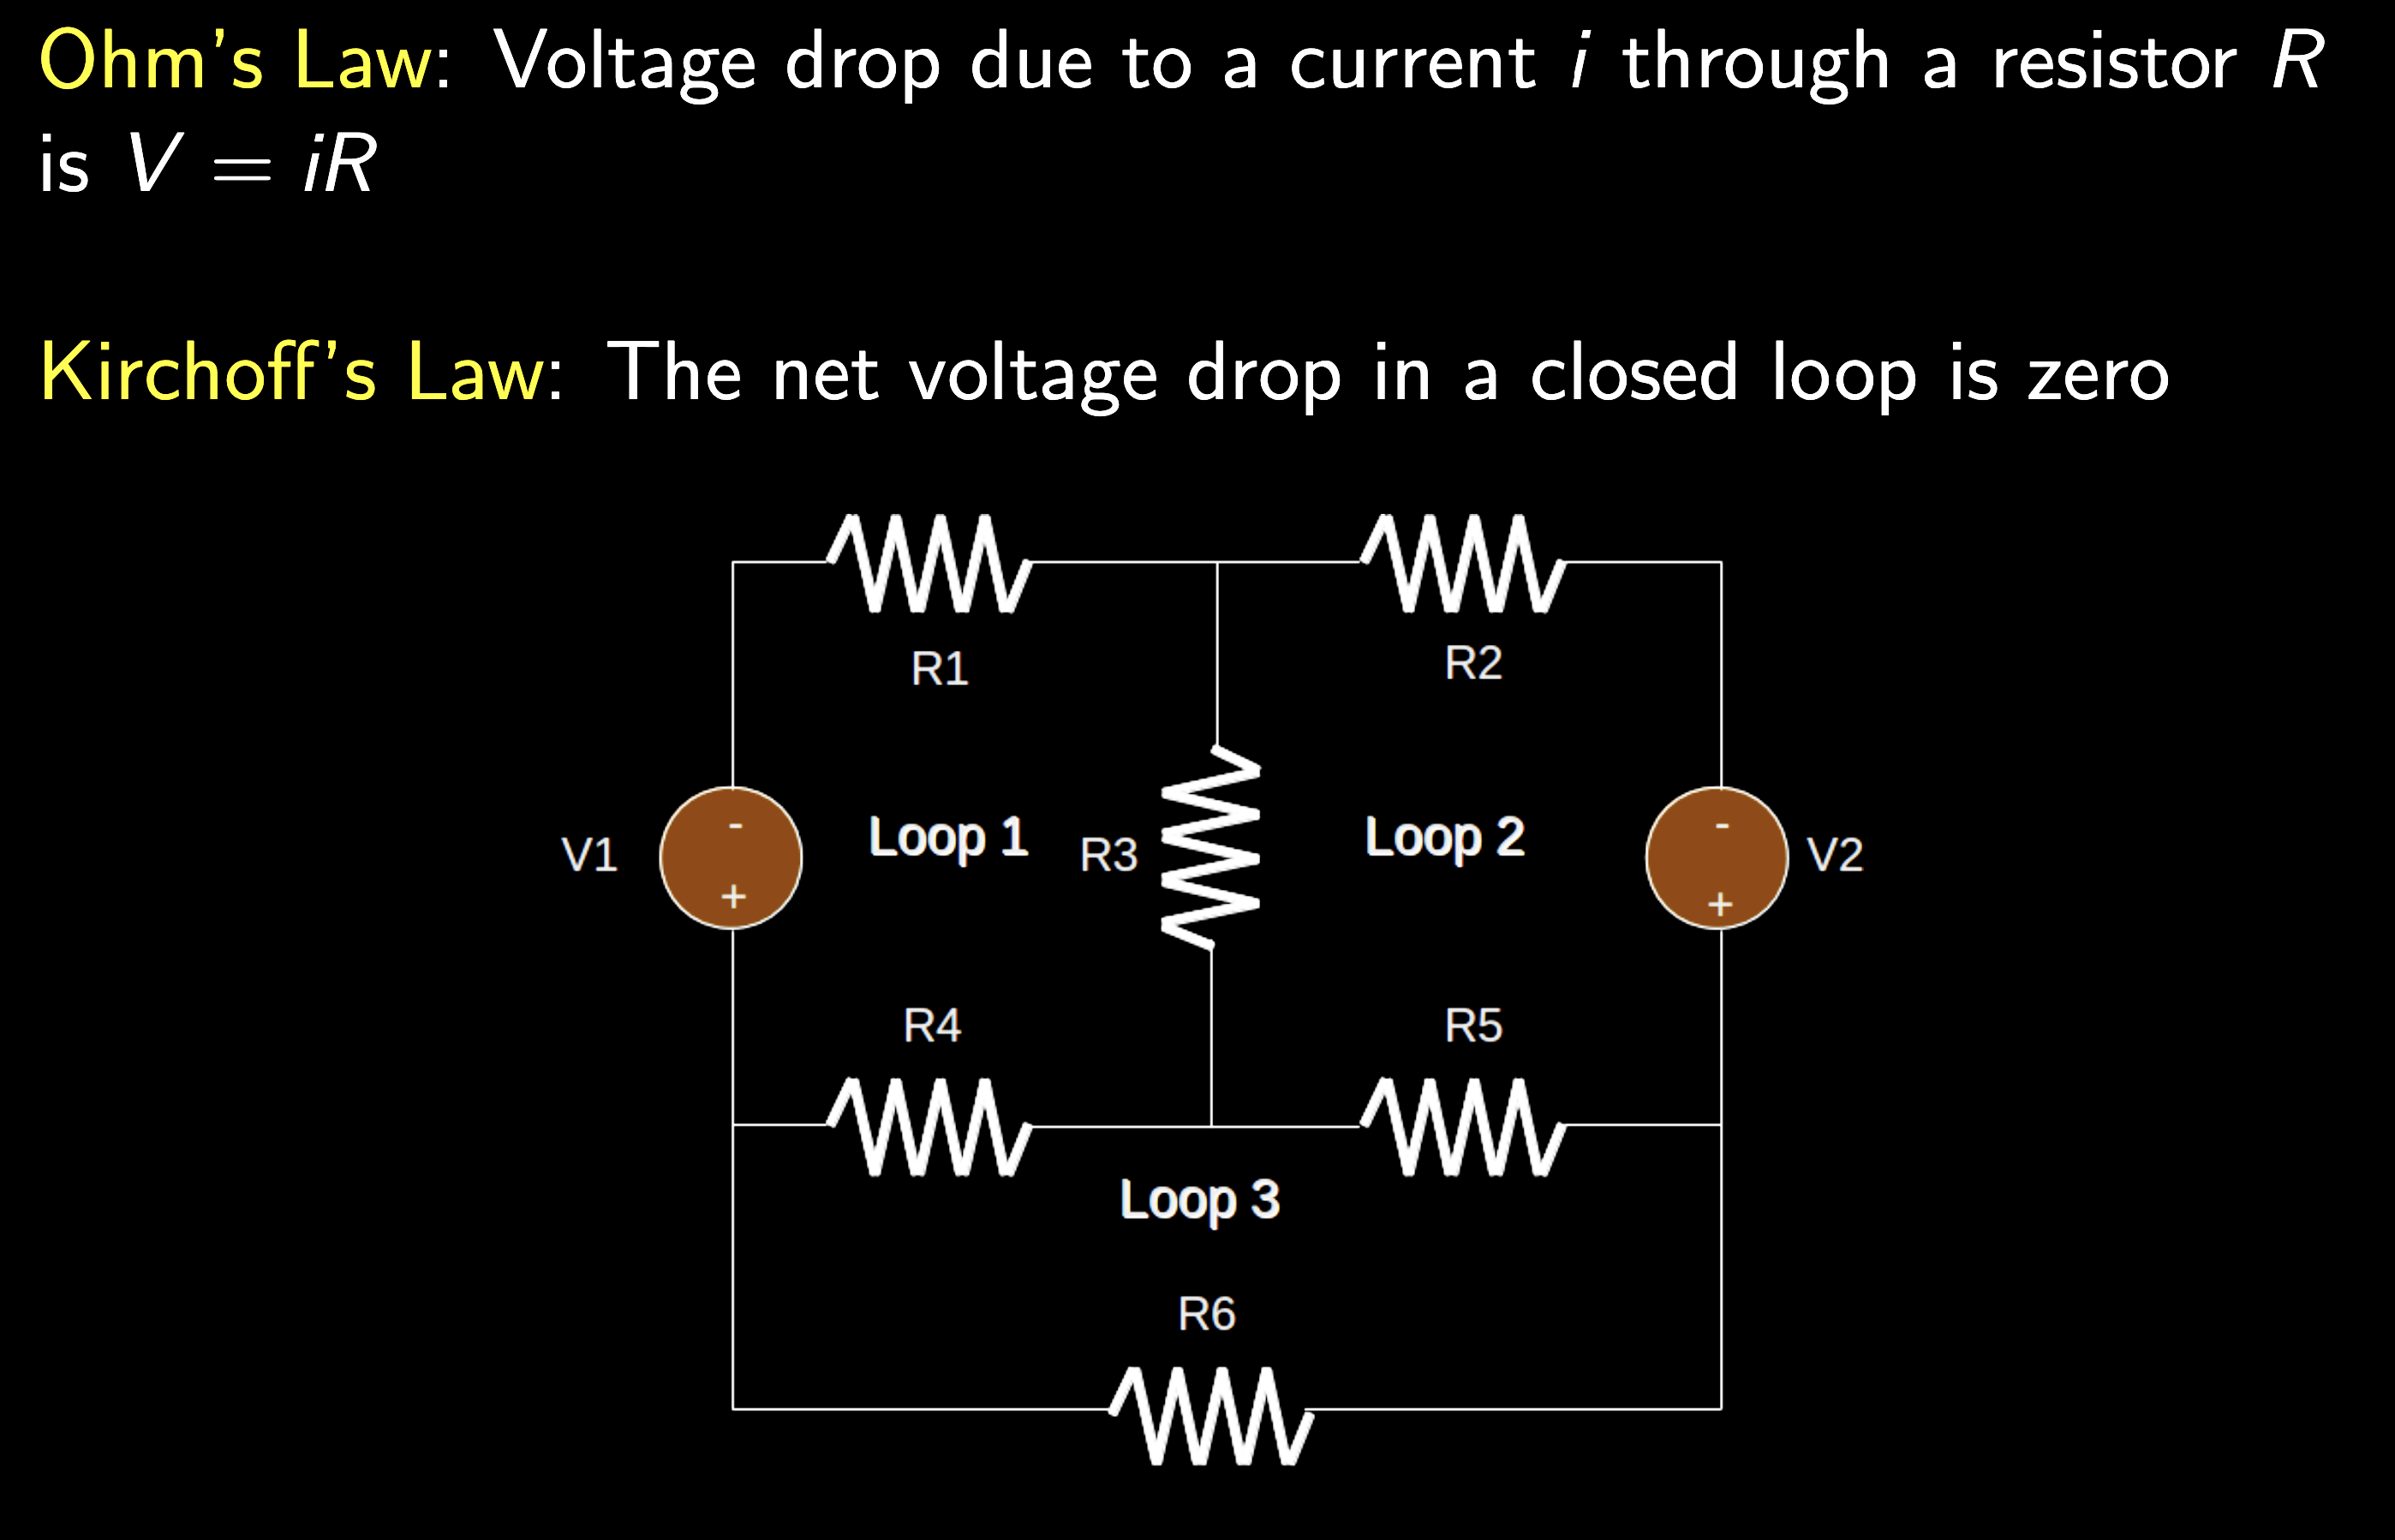 Ohm's Law: Voltage drop due to a current i through a resistor R
is V = iR
Kirchoff's Law: The net voltage drop in a closed loop is zero
R1
R2
V1
-
+
Loop 1
R3
Loop 2
-
+
V2
R4
R5
Loop 3
R6